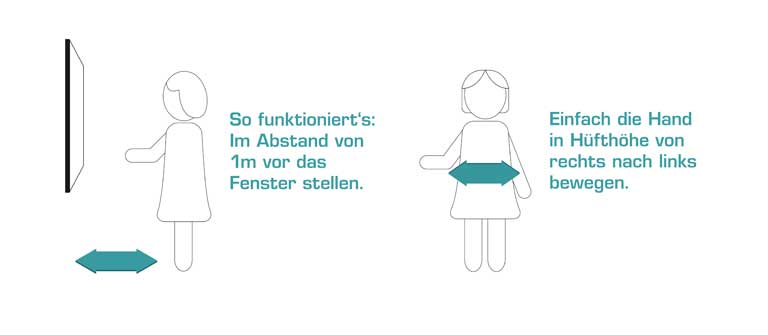 So funktioniert‘s:
Im Abstand von
1m vor das
Fenster stellen.
Einfach die Hand
in Hüfthöhe von
rechts nach links
bewegen.